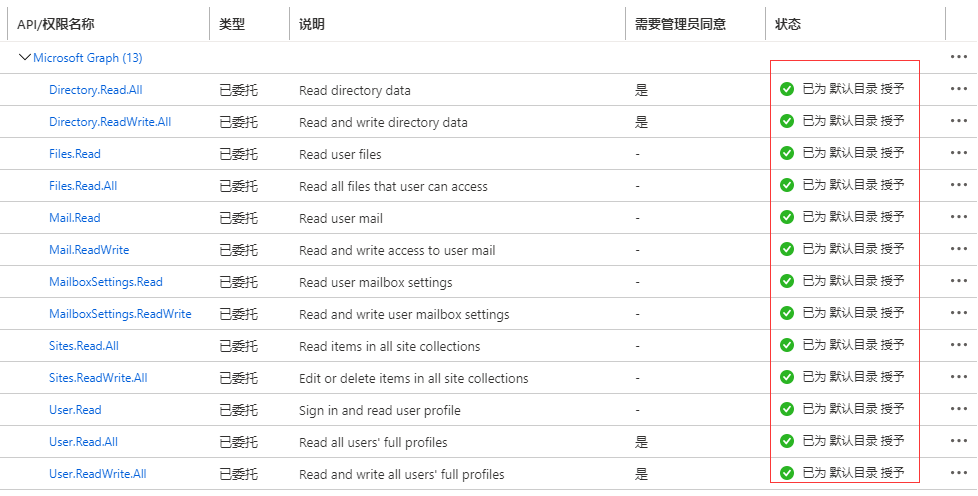 API/权限名称 类型 说明 需要管理员同意 状态
Microsoft Graph (13)
Directory.Read.All 已委托 Read directory data 是 已为 默认目录 授予
Directory.ReadWrite.All 已委托 Read and write directory data 是 已为 默认目录 授予
Files.Read 已委托 Read user files - 已为 默认目录 授予
Files.Read.All 已委托 Read all files that user can access - 已为 默认目录 授予
Mail.Read 已委托 Read user mail - 已为 默认目录 授予
Mail.ReadWrite 已委托 Read and write access to user mail - 已为 默认目录 授予
MailboxSettings.Read 已委托 Read user mailbox settings - 已为 默认目录 授予
MailboxSettings.ReadWrite 已委托 Read and write user mailbox settings - 已为 默认目录 授予
Sites.Read.All 已委托 Read items in all site collections - 已为 默认目录 授予
Sites.ReadWrite.All 已委托 Edit or delete items in all site collections - 已为 默认目录 授予
User.Read 已委托 Sign in and read user profile - 已为 默认目录 授予
User.Read.All 已委托 Read all users' full profiles 是 已为 默认目录 授予
User.ReadWrite.All 已委托 Read and write all users' full profiles 是 已为 默认目录 授予